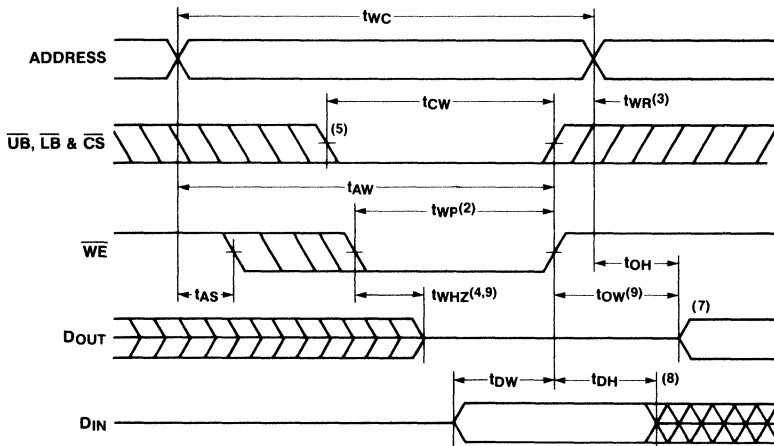 tWC
ADDRESS
tCW
tWR(3)
(5)
UB, LB & CS
tAW
tWP(2)
WE
tOH
tAS
tWHZ(4,9)
tOW(9)
(7)
DOUT
tDW
tDH
(8)
DIN